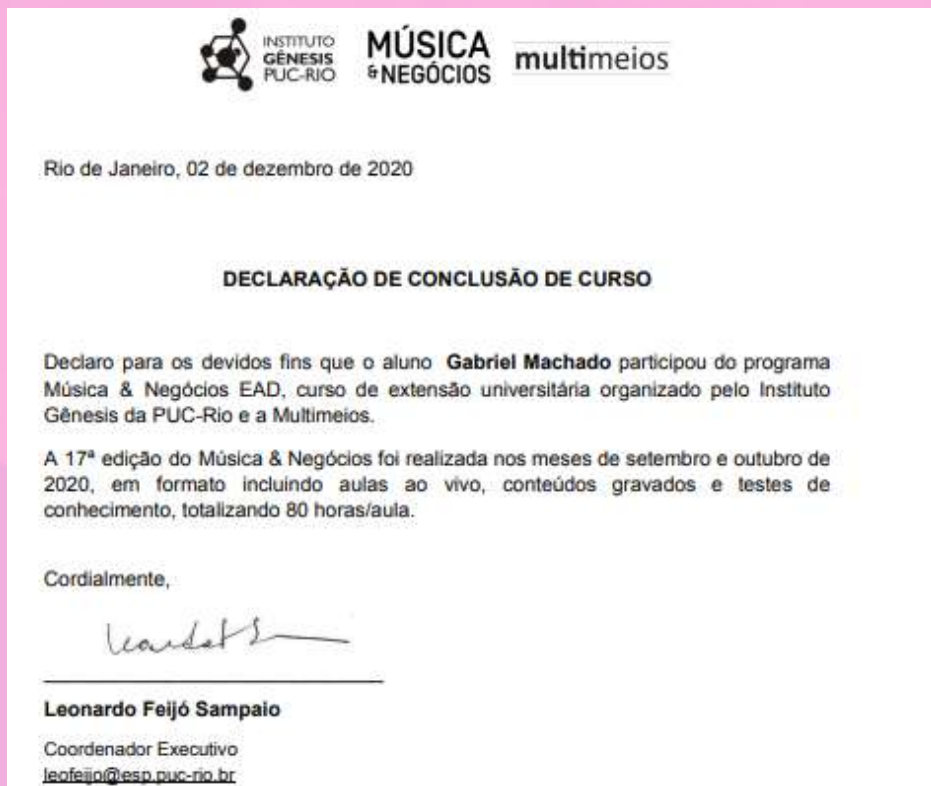 INSTITUTO
GÊNESIS
PUC-RIO
MÚSICA
&NEGÓCIOS
multimeios
Rio de Janeiro, 02 de dezembro de 2020
DECLARAÇÃO DE CONCLUSÃO DE CURSO
Declaro para os devidos fins que o aluno Gabriel Machado participou do programa
Música & Negócios EAD, curso de extensão universitária organizado pelo Instituto
Gênesis da PUC-Rio e a Multimeios.
A 17ª edição do Música & Negócios foi realizada nos meses de setembro e outubro de
2020, em formato incluindo aulas ao vivo, conteúdos gravados e testes de
conhecimento, totalizando 80 horas/aula.
Cordialmente,
Leonardo Feijó Sampaio
Coordenador Executivo
leofeijo@esp.puc-rio.br